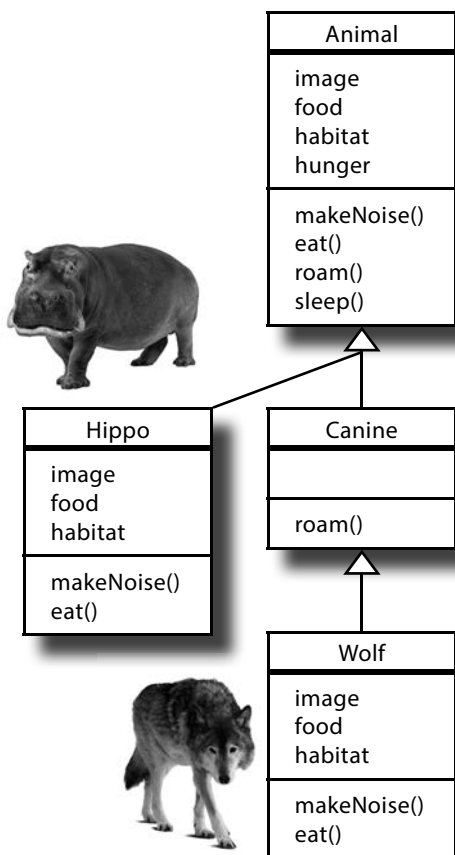 Animal
image
food
habitat
hunger
makeNoise()
eat()
roam()
sleep()
Hippo
image
food
habitat
makeNoise()
eat()
Canine
roam()
Wolf
image
food
habitat
makeNoise()
eat()